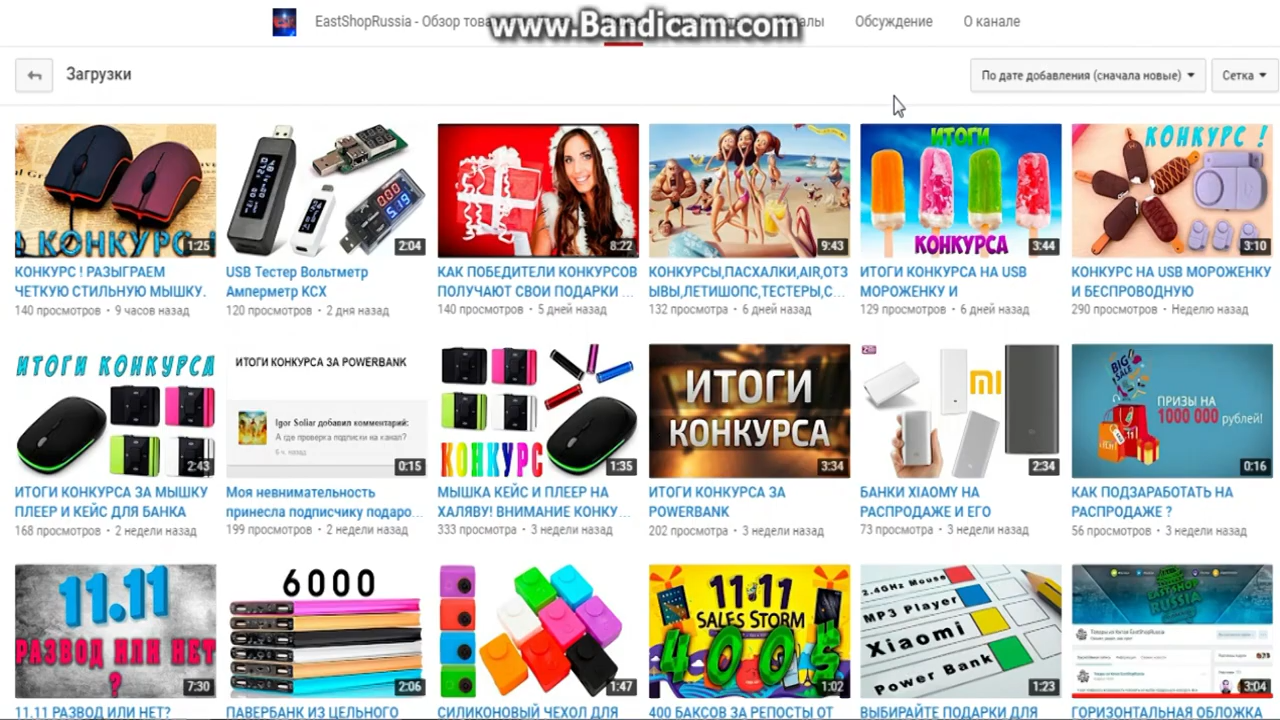 EastShopRussia - Обзор това
www.Bandicam.com
Обсуждение
О канале
Загрузки
По дате добавления (сначала новые)
Сетка
КОНКУРС !
1:25
2:04
8:22
9:43
ИТОГИ
КОНКУРСА
3:44
КОНКУРС !
3:10
КОНКУРС ! РАЗЫГРАЕМ
ЧЕТКУЮ СТИЛЬНУЮ МЫШКУ.
140 просмотров • 9 часов назад
USB Тестер Вольтметр
Амперметр КСХ
120 просмотров • 2 дня назад
КАК ПОБЕДИТЕЛИ КОНКУРСОВ
ПОЛУЧАЮТ СВОИ ПОДАРКИ ...
140 просмотров • 5 дней назад
КОНКУРСЫ,ПАСХАЛКИ,AIR,ОТЗ
ЫВЫ,ЛЕТИШОПС,ТЕСТЕРЫ,С...
132 просмотра • 6 дней назад
ИТОГИ КОНКУРСА НА USB
МОРОЖЕНКУ И
129 просмотров • 6 дней назад
КОНКУРС НА USB МОРОЖЕНКУ
И БЕСПРОВОДНУЮ
290 просмотров • Неделю назад
ИТОГИ КОНКУРСА
2:43
ИТОГИ КОНКУРСА ЗА POWERBANK
Igor Soliar добавил комментарий:
А где проверка подписки на канал?
6 ч. назад
0:15
КОНКУРС
1:35
ИТОГИ
КОНКУРСА
3:34
MI
2:34
BIG
SALE
11
11
ПРИЗЫ НА
1000 000 рублей!
0:16
ИТОГИ КОНКУРСА ЗА МЫШКУ
ПЛЕЕР И КЕЙС ДЛЯ БАНКА
168 просмотров • 2 недели назад
Моя невнимательность
принесла подписчику подаро...
199 просмотров • 2 недели назад
МЫШКА КЕЙС И ПЛЕЕР НА
ХАЛЯВУ! ВНИМАНИЕ КОНКУ...
333 просмотра • 3 недели назад
ИТОГИ КОНКУРСА ЗА
POWERBANK
202 просмотра • 3 недели назад
БАНКИ XIAOMY НА
РАСПРОДАЖЕ И ЕГО
73 просмотра • 3 недели назад
КАК ПОДЗАРАБОТАТЬ НА
РАСПРОДАЖЕ ?
56 просмотров • 3 недели назад
11.11
РАЗВОД ИЛИ НЕТ
?
7:30
6000
2:06
1:47
11.11
SALES STORM
400$
1:02
2.4GHz Mouse
MP3 Player
Xiaomi
Power Bank
1:23
Товары из Китая EastShopRussia
3:04
11.11 РАЗВОД ИЛИ НЕТ?
ПАВЕРБАНК ИЗ ЦЕЛЬНОГО
СИЛИКОНОВЫЙ ЧЕХОЛ ДЛЯ
400 БАКСОВ ЗА РЕПОСТЫ ОТ
ВЫБИРАЙТЕ ПОДАРКИ ДЛЯ
ГОРИЗОНТАЛЬНАЯ ОБЛОЖКА